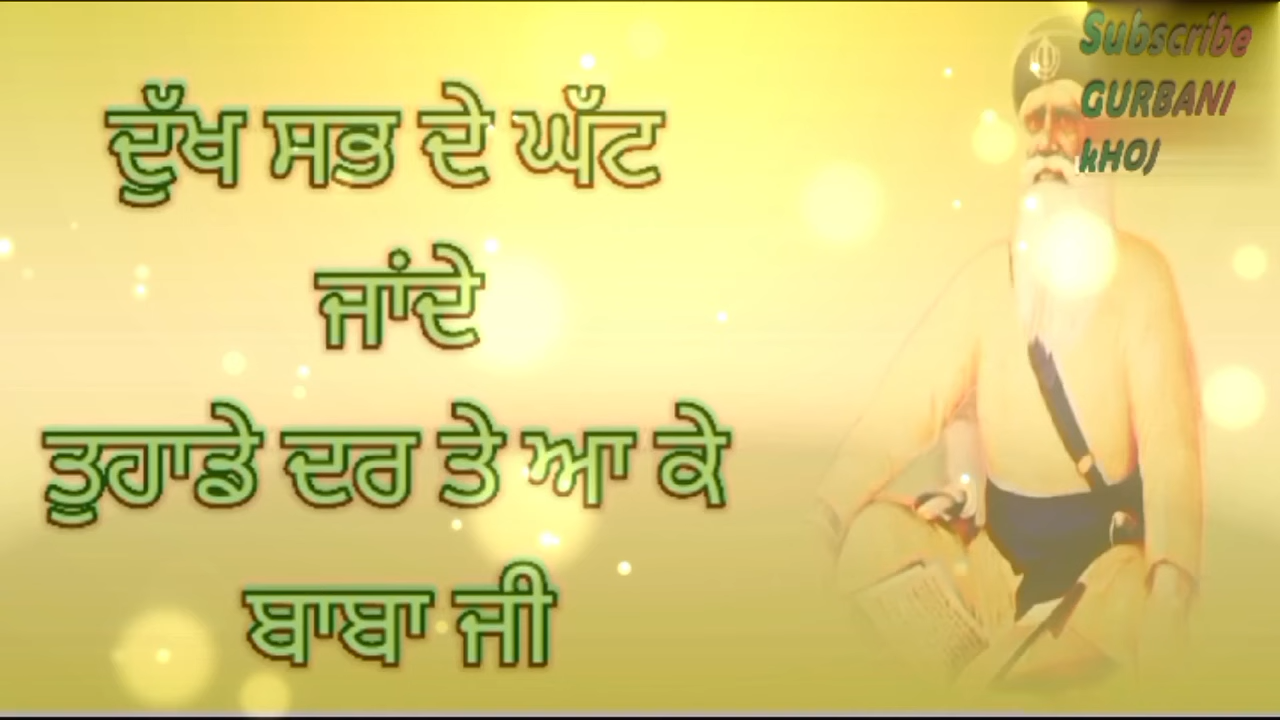 ਦੁੱਖ ਸਭ ਦੇ ਘੱਟ
ਜਾਂਦੇ
ਤੁਹਾਡੇ ਦਰ ਤੇ ਆ ਕੇ
ਬਾਬਾ ਜੀ
Subscribe
GURBANI
kHOJ